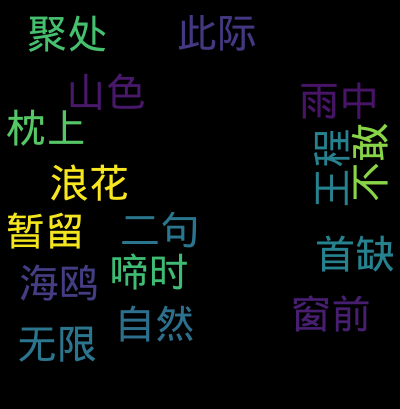 聚处
此际
山色
雨中
枕上
王程
不敢
浪花
暂留
二句
首缺
海鸥
啼时
窗前
自然
无限